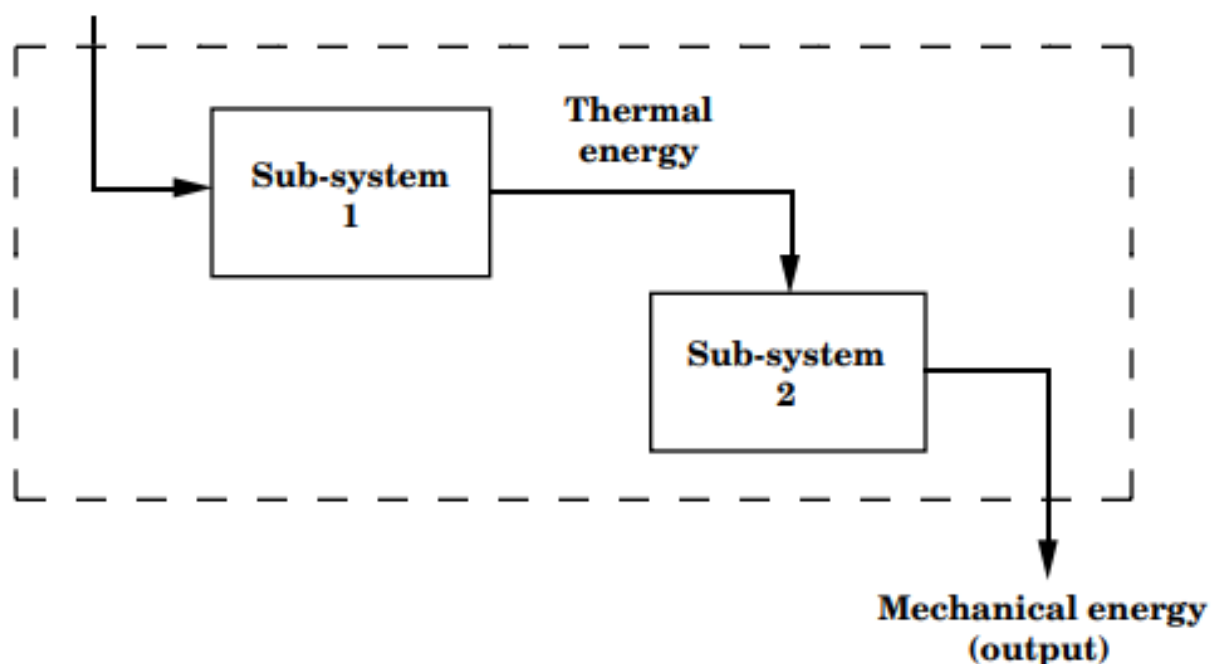 Thermal
energy
Sub-system
1
Sub-system
2
Mechanical energy
(output)